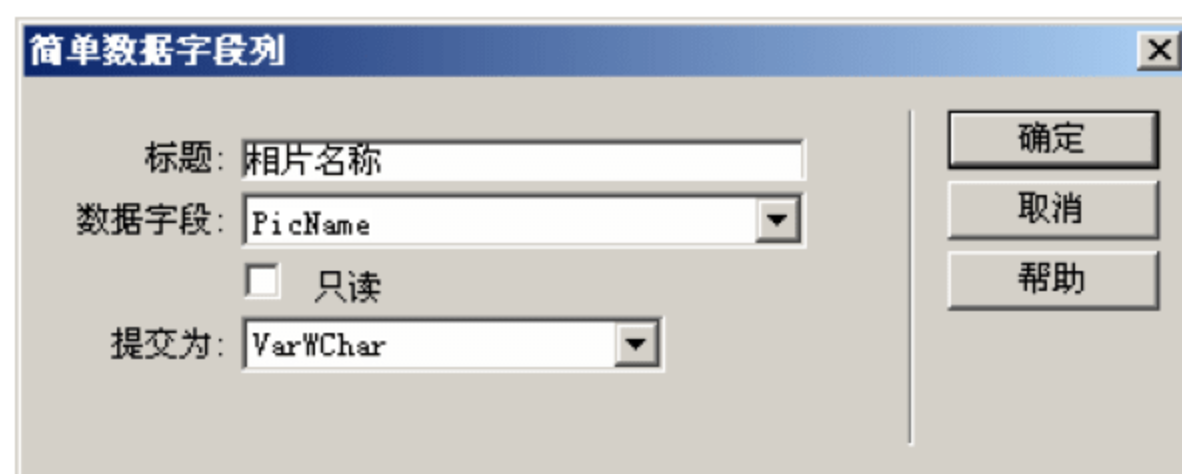 简单数据字段列
标题: 相片名称
数据字段: PicName
只读
提交为: VarWChar
确定
取消
帮助